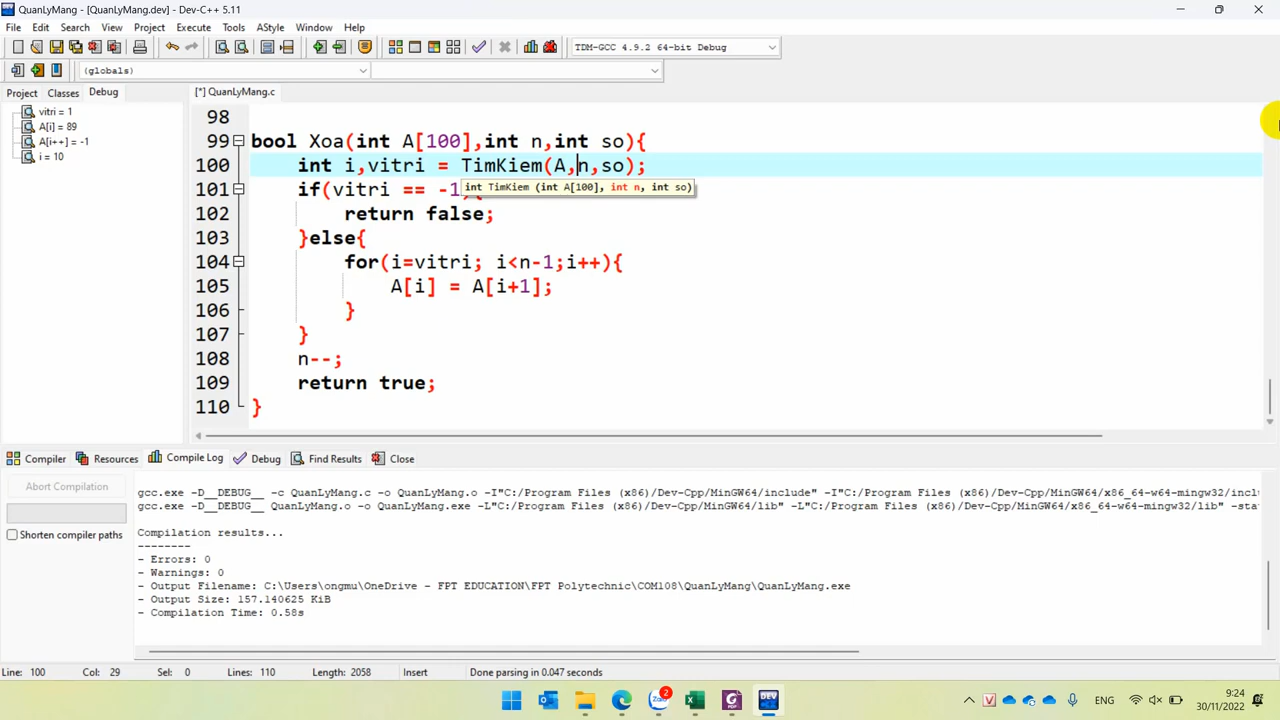 QuanLyMang - [QuanLyMang.dev] - Dev-C++ 5.11
File Edit Search View Project Execute Tools AStyle Window Help
TDM-GCC 4.9.2 64-bit Debug
(globals)
Project Classes Debug
[*] QuanLyMang.c
vitri = 1
A[i] = 89
A[i++] = -1
i = 10
98
99 bool Xoa(int A[100],int n,int so){
100 int i,vitri = TimKiem(A,n,so);
int TimKiem (int A[100], int n, int so)
101 if(vitri == -1){
102 return false;
103 }else{
104 for(i=vitri; i<n-1;i++){
105 A[i] = A[i+1];
106 }
107 }
108 n--;
109 return true;
110 }
Compiler Resources Compile Log Debug Find Results Close
Abort Compilation
Shorten compiler paths
gcc.exe -D__DEBUG__ -c QuanLyMang.c -o QuanLyMang.o -I"C:/Program Files (x86)/Dev-Cpp/MinGW64/include" -I"C:/Program Files (x86)/Dev-Cpp/MinGW64/x86_64-w64-mingw32/incl
gcc.exe -D__DEBUG__ QuanLyMang.o -o QuanLyMang.exe -L"C:/Program Files (x86)/Dev-Cpp/MinGW64/lib" -L"C:/Program Files (x86)/Dev-Cpp/MinGW64/x86_64-w64-mingw32/lib" -sta
Compilation results...
--------
- Errors: 0
- Warnings: 0
- Output Filename: C:\Users\ongmu\OneDrive - FPT EDUCATION\FPT Polytechnic\COM108\QuanLyMang\QuanLyMang.exe
- Output Size: 157.140625 KiB
- Compilation Time: 0.58s
Line: 100 Col: 29 Sel: 0 Lines: 110 Length: 2058 Insert Done parsing in 0.047 seconds
Zalo 2 PDF DEV ENG 9:24
30/11/2022